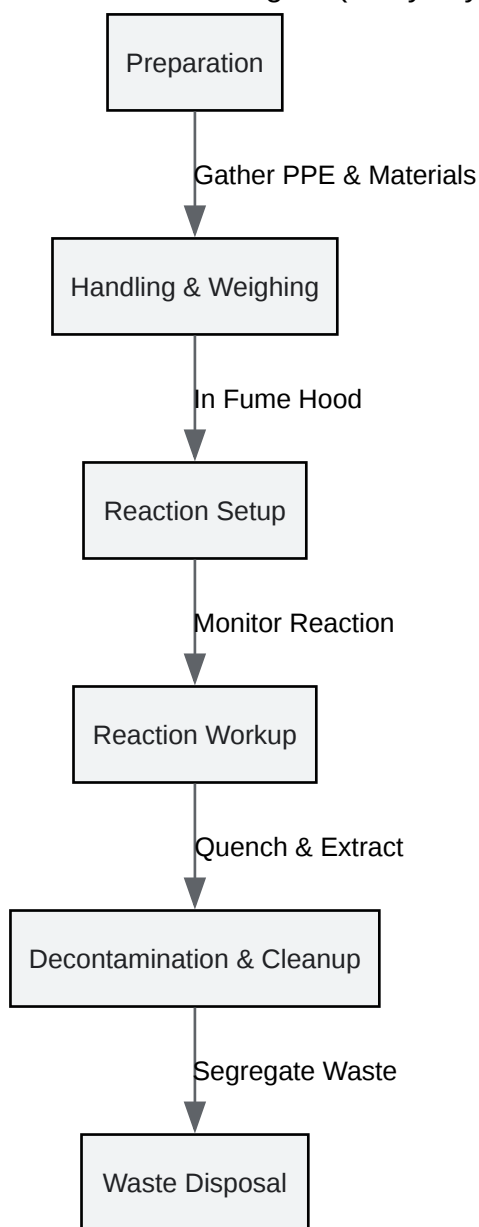 Preparation
Gather PPE & Materials
Handling & Weighing
In Fume Hood
Reaction Setup
Monitor Reaction
Reaction Workup
Quench & Extract
Decontamination & Cleanup
Segregate Waste
Waste Disposal